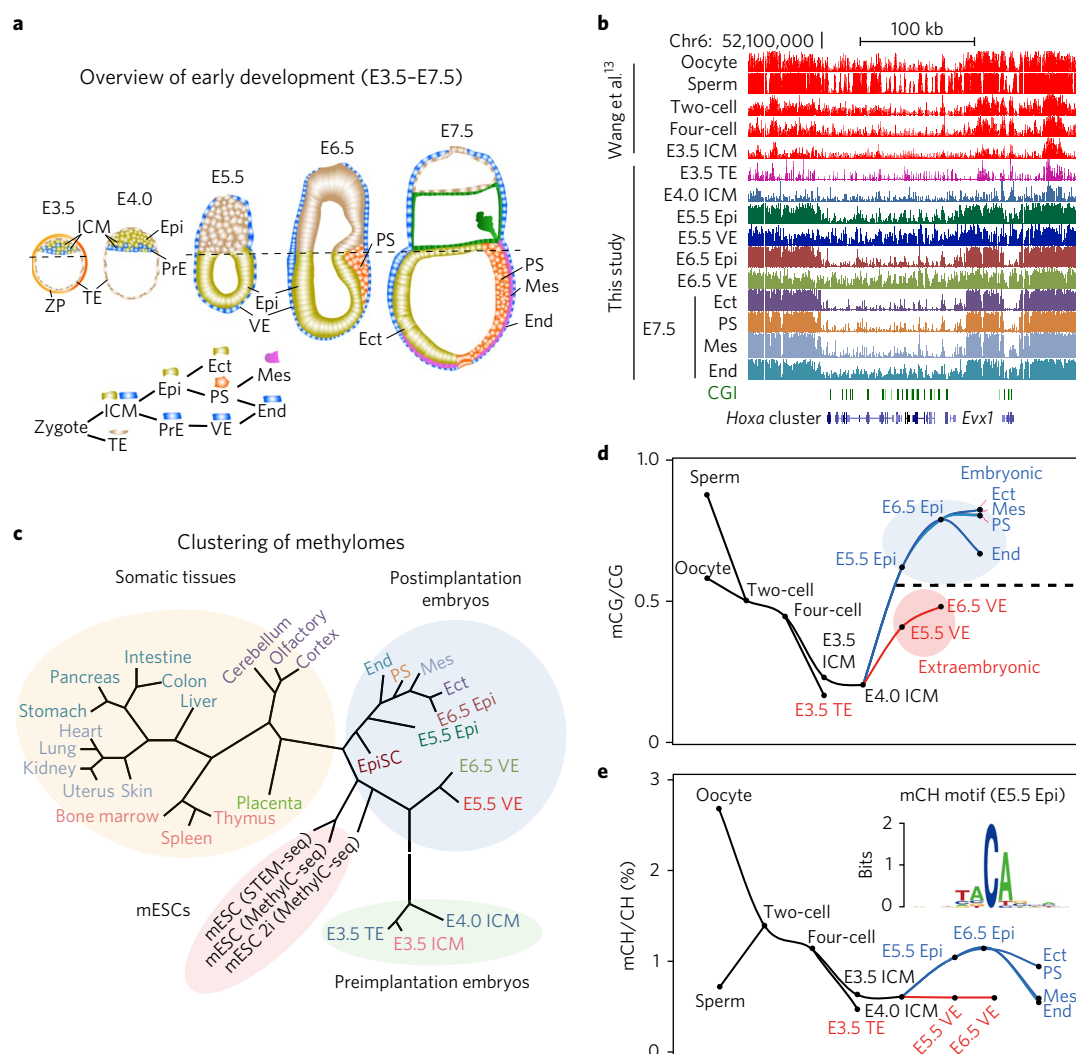 a
Overview of early development (E3.5–E7.5)
E3.5
ICM
E4.0
Epi
PrE
TE
ZP
E5.5
E6.5
E7.5
PS
Epi
VE
PS
Mes
End
Ect
Zygote
ICM
TE
Epi
PrE
Ect
PS
VE
Mes
End
b
Chr6: 52,100,000
100 kb
Wang et al.13
Oocyte
Sperm
Two-cell
Four-cell
E3.5 ICM
This study
E3.5 TE
E4.0 ICM
E5.5 Epi
E5.5 VE
E6.5 Epi
E6.5 VE
E7.5
Ect
PS
Mes
End
CGI
Hoxa cluster
Evx1
c
Clustering of methylomes
Somatic tissues
Postimplantation
embryos
Intestine
Pancreas
Colon
Stomach
Liver
Heart
Lung
Kidney
Uterus
Skin
Bone marrow
Spleen
Thymus
Placenta
Cerebellum
Olfactory
Cortex
End
PS
Mes
Ect
E6.5 Epi
E5.5 Epi
EpiSC
E6.5 VE
E5.5 VE
mESCs
mESC (STEM-seq)
mESC (MethylC-seq)
mESC 2i (MethylC-seq)
E3.5 TE
E3.5 ICM
E4.0 ICM
Preimplantation embryos
d
mCG/CG
1.0
0.5
0
Sperm
Oocyte
Two-cell
Four-cell
E3.5
ICM
E3.5 TE
E4.0 ICM
E5.5 Epi
E6.5 Epi
Embryonic
Ect
Mes
PS
End
E6.5 VE
E5.5 VE
Extraembryonic
e
mCH/CH (%)
3
2
1
0
Oocyte
Sperm
Two-cell
Four-cell
E3.5 ICM
E3.5 TE
E4.0 ICM
E5.5 Epi
E6.5 Epi
Ect
PS
Mes
End
E5.5 VE
E6.5 VE
mCH motif (E5.5 Epi)
Bits
2
1
0
T
A
C
A